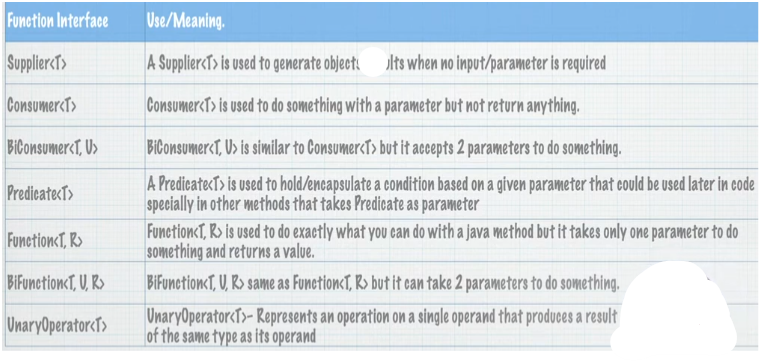 Function Interface Use/Meaning.
Supplier<T> A Supplier<T> is used to generate objects when no input/parameter is required
Consumer<T> Consumer<T> is used to do something with a parameter but not return anything.
BiConsumer<T, U> BiConsumer<T, U> is similar to Consumer<T> but it accepts 2 parameters to do something.
Predicate<T> A Predicate<T> is used to hold/encapsulate a condition based on a given parameter that could be used later in code
specially in other methods that takes Predicate as parameter
Function<T, R> Function<T, R> is used to do exactly what you can do with a java method but it takes only one parameter to do
something and returns a value.
BiFunction<T, U, R> BiFunction<T, U, R> same as Function<T, R> but it can take 2 parameters to do something.
UnaryOperator<T> UnaryOperator<T>- Represents an operation on a single operand that produces a result
of the same type as its operand